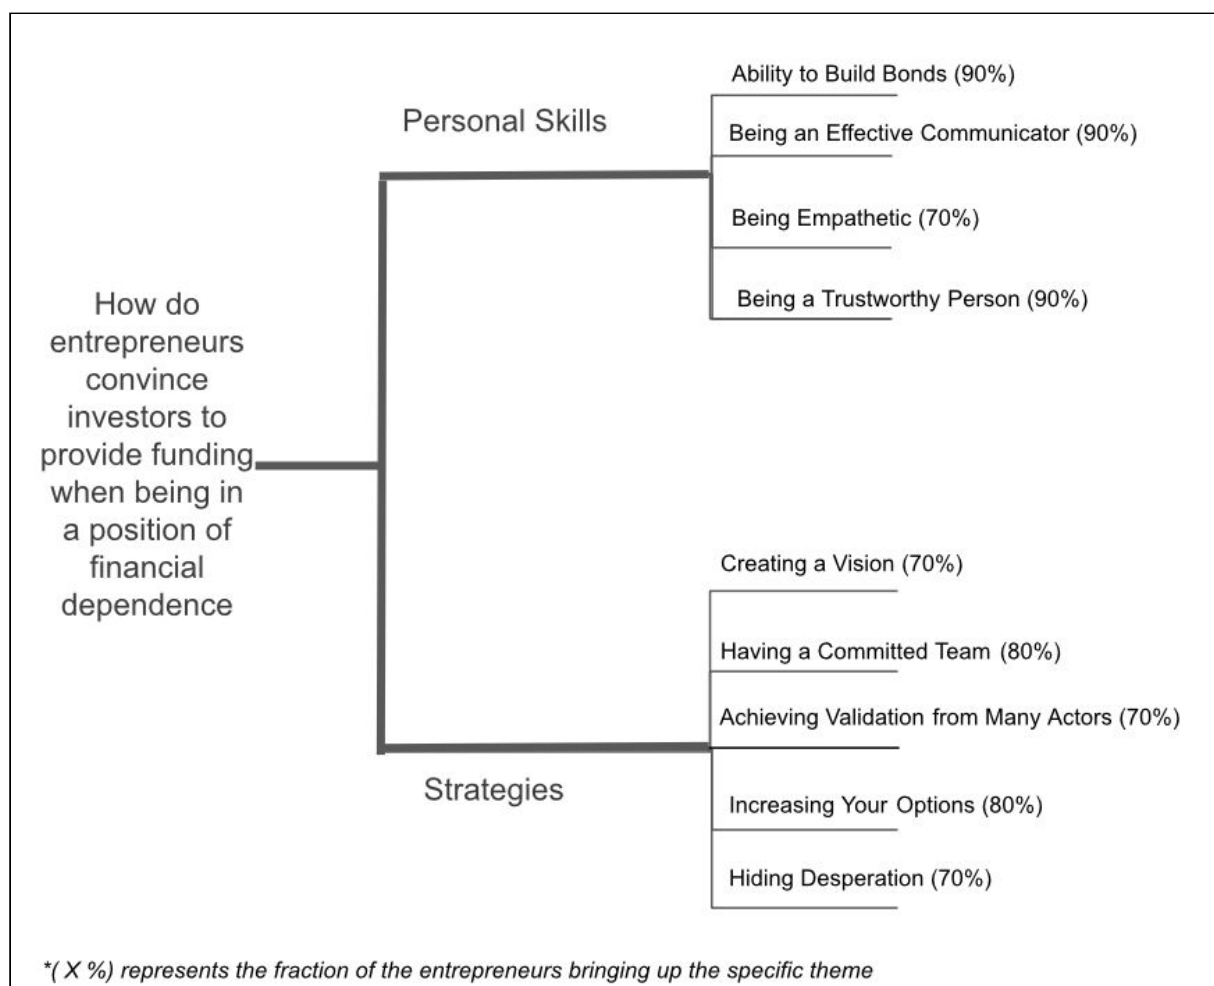 How do
entrepreneurs
convince
investors to
provide funding
when being in
a position of
financial
dependence
Personal Skills
Ability to Build Bonds (90%)
Being an Effective Communicator (90%)
Being Empathetic (70%)
Being a Trustworthy Person (90%)
Strategies
Creating a Vision (70%)
Having a Committed Team (80%)
Achieving Validation from Many Actors (70%)
Increasing Your Options (80%)
Hiding Desperation (70%)
*( X %) represents the fraction of the entrepreneurs bringing up the specific theme